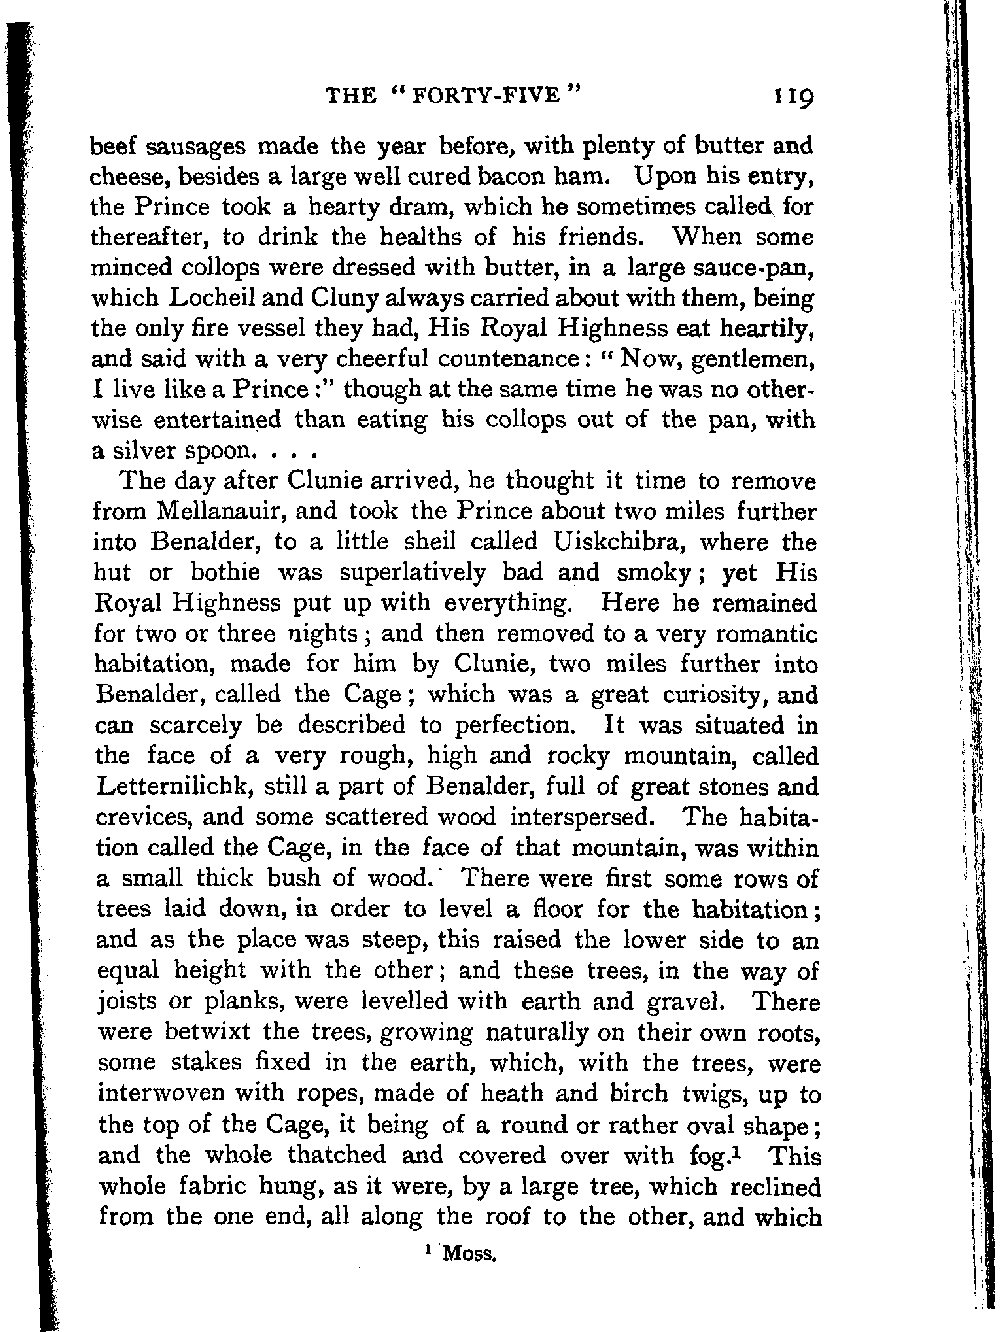 THE “FORTY-FIVE” 119
beef sausages made the year before, with plenty of butter and
cheese, besides a large well cured bacon ham. Upon his entry,
the Prince took a hearty dram, which he sometimes called for
thereafter, to drink the healths of his friends. When some
minced collops were dressed with butter, in a large sauce-pan,
which Locheil and Cluny always carried about with them, being
the only fire vessel they had, His Royal Highness eat heartily,
and said with a very cheerful countenance: “Now, gentlemen,
I live like a Prince:” though at the same time he was no other-
wise entertained than eating his collops out of the pan, with
a silver spoon. . . .
The day after Clunie arrived, he thought it time to remove
from Mellanauir, and took the Prince about two miles further
into Benalder, to a little sheil called Uiskchibra, where the
hut or bothie was superlatively bad and smoky; yet His
Royal Highness put up with everything. Here he remained
for two or three nights; and then removed to a very romantic
habitation, made for him by Clunie, two miles further into
Benalder, called the Cage; which was a great curiosity, and
can scarcely be described to perfection. It was situated in
the face of a very rough, high and rocky mountain, called
Letternilichk, still a part of Benalder, full of great stones and
crevices, and some scattered wood interspersed. The habita-
tion called the Cage, in the face of that mountain, was within
a small thick bush of wood. There were first some rows of
trees laid down, in order to level a floor for the habitation;
and as the place was steep, this raised the lower side to an
equal height with the other; and these trees, in the way of
joists or planks, were levelled with earth and gravel. There
were betwixt the trees, growing naturally on their own roots,
some stakes fixed in the earth, which, with the trees, were
interwoven with ropes, made of heath and birch twigs, up to
the top of the Cage, it being of a round or rather oval shape;
and the whole thatched and covered over with fog.¹ This
whole fabric hung, as it were, by a large tree, which reclined
from the one end, all along the roof to the other, and which
¹ Moss.